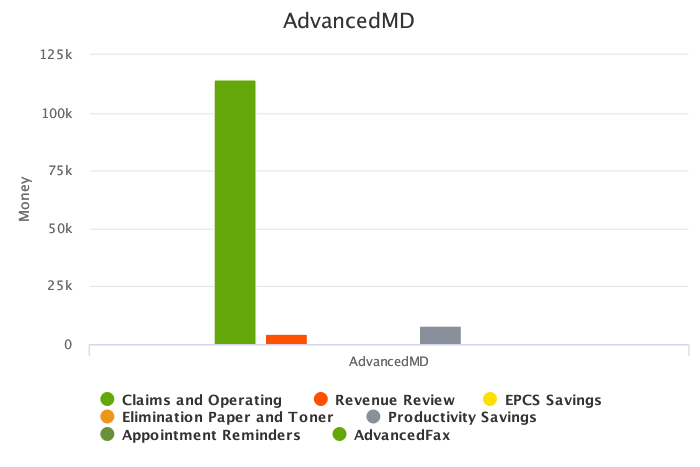 AdvancedMD
125k
100k
75k
50k
25k
0
Money
AdvancedMD
Claims and Operating Revenue Review EPCS Savings
Elimination Paper and Toner Productivity Savings
Appointment Reminders AdvancedFax